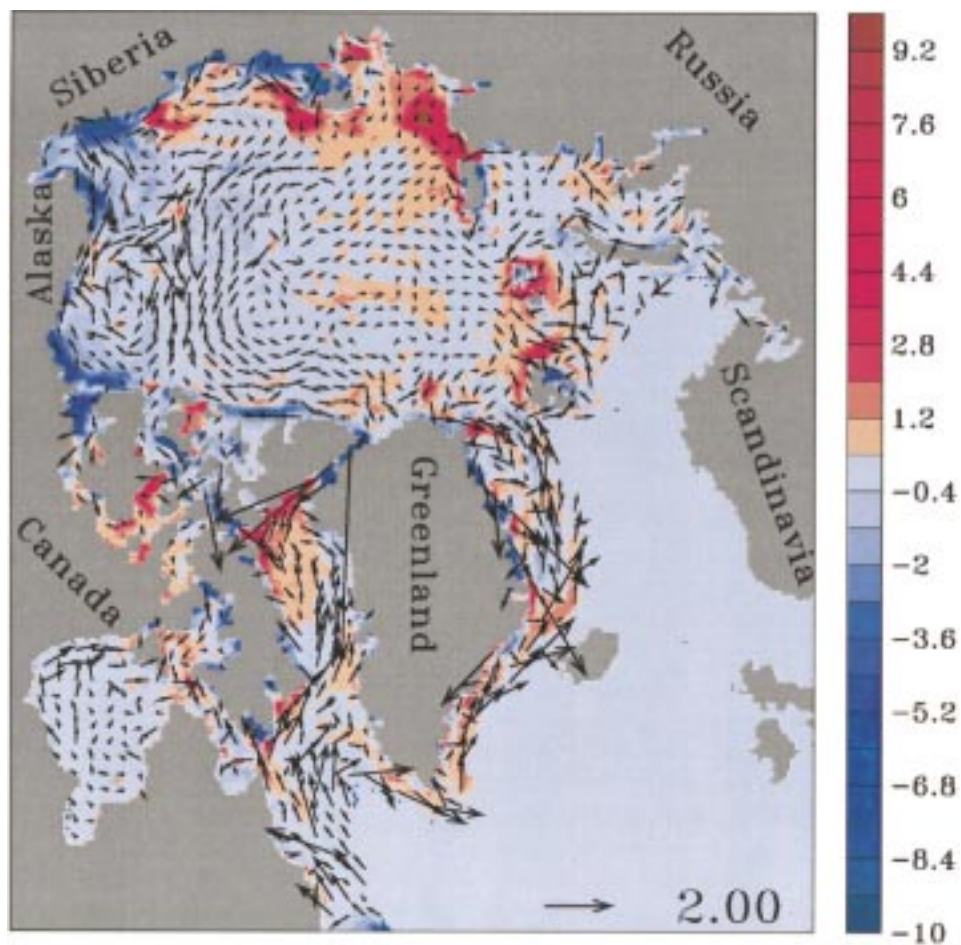 Siberia
Russia
Alaska
Scandinavia
Greenland
Canada
2.00
9.2
7.6
6
4.4
2.8
1.2
-0.4
-2
-3.6
-5.2
-6.8
-8.4
-10